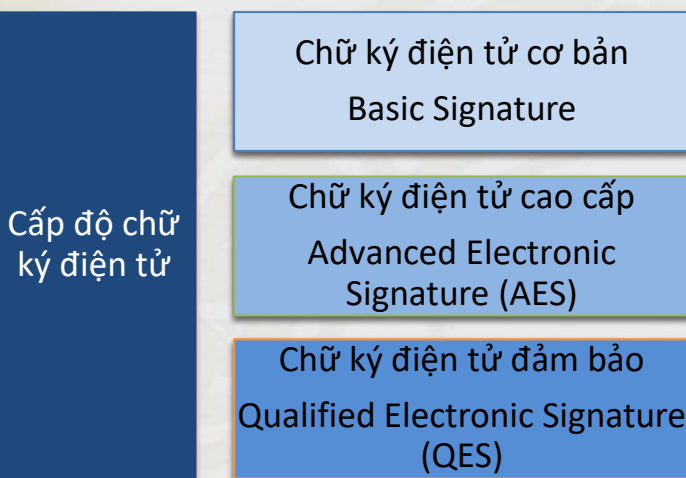 Cấp độ chữ
ký điện tử
Chữ ký điện tử cơ bản
Basic Signature
Chữ ký điện tử cao cấp
Advanced Electronic
Signature (AES)
Chữ ký điện tử đảm bảo
Qualified Electronic Signature
(QES)